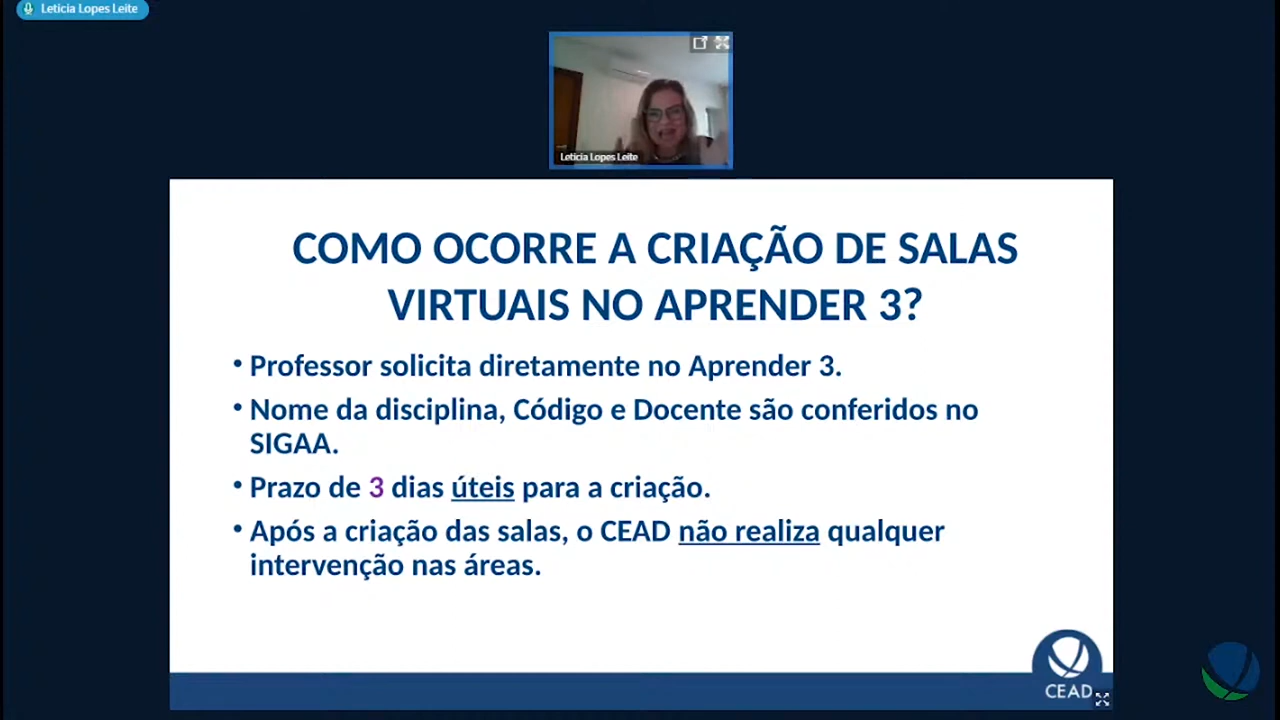 Leticia Lopes Leite
Leticia Lopes Leite
COMO OCORRE A CRIAÇÃO DE SALAS
VIRTUAIS NO APRENDER 3?
• Professor solicita diretamente no Aprender 3.
• Nome da disciplina, Código e Docente são conferidos no
SIGAA.
• Prazo de 3 dias úteis para a criação.
• Após a criação das salas, o CEAD não realiza qualquer
intervenção nas áreas.
CEAD